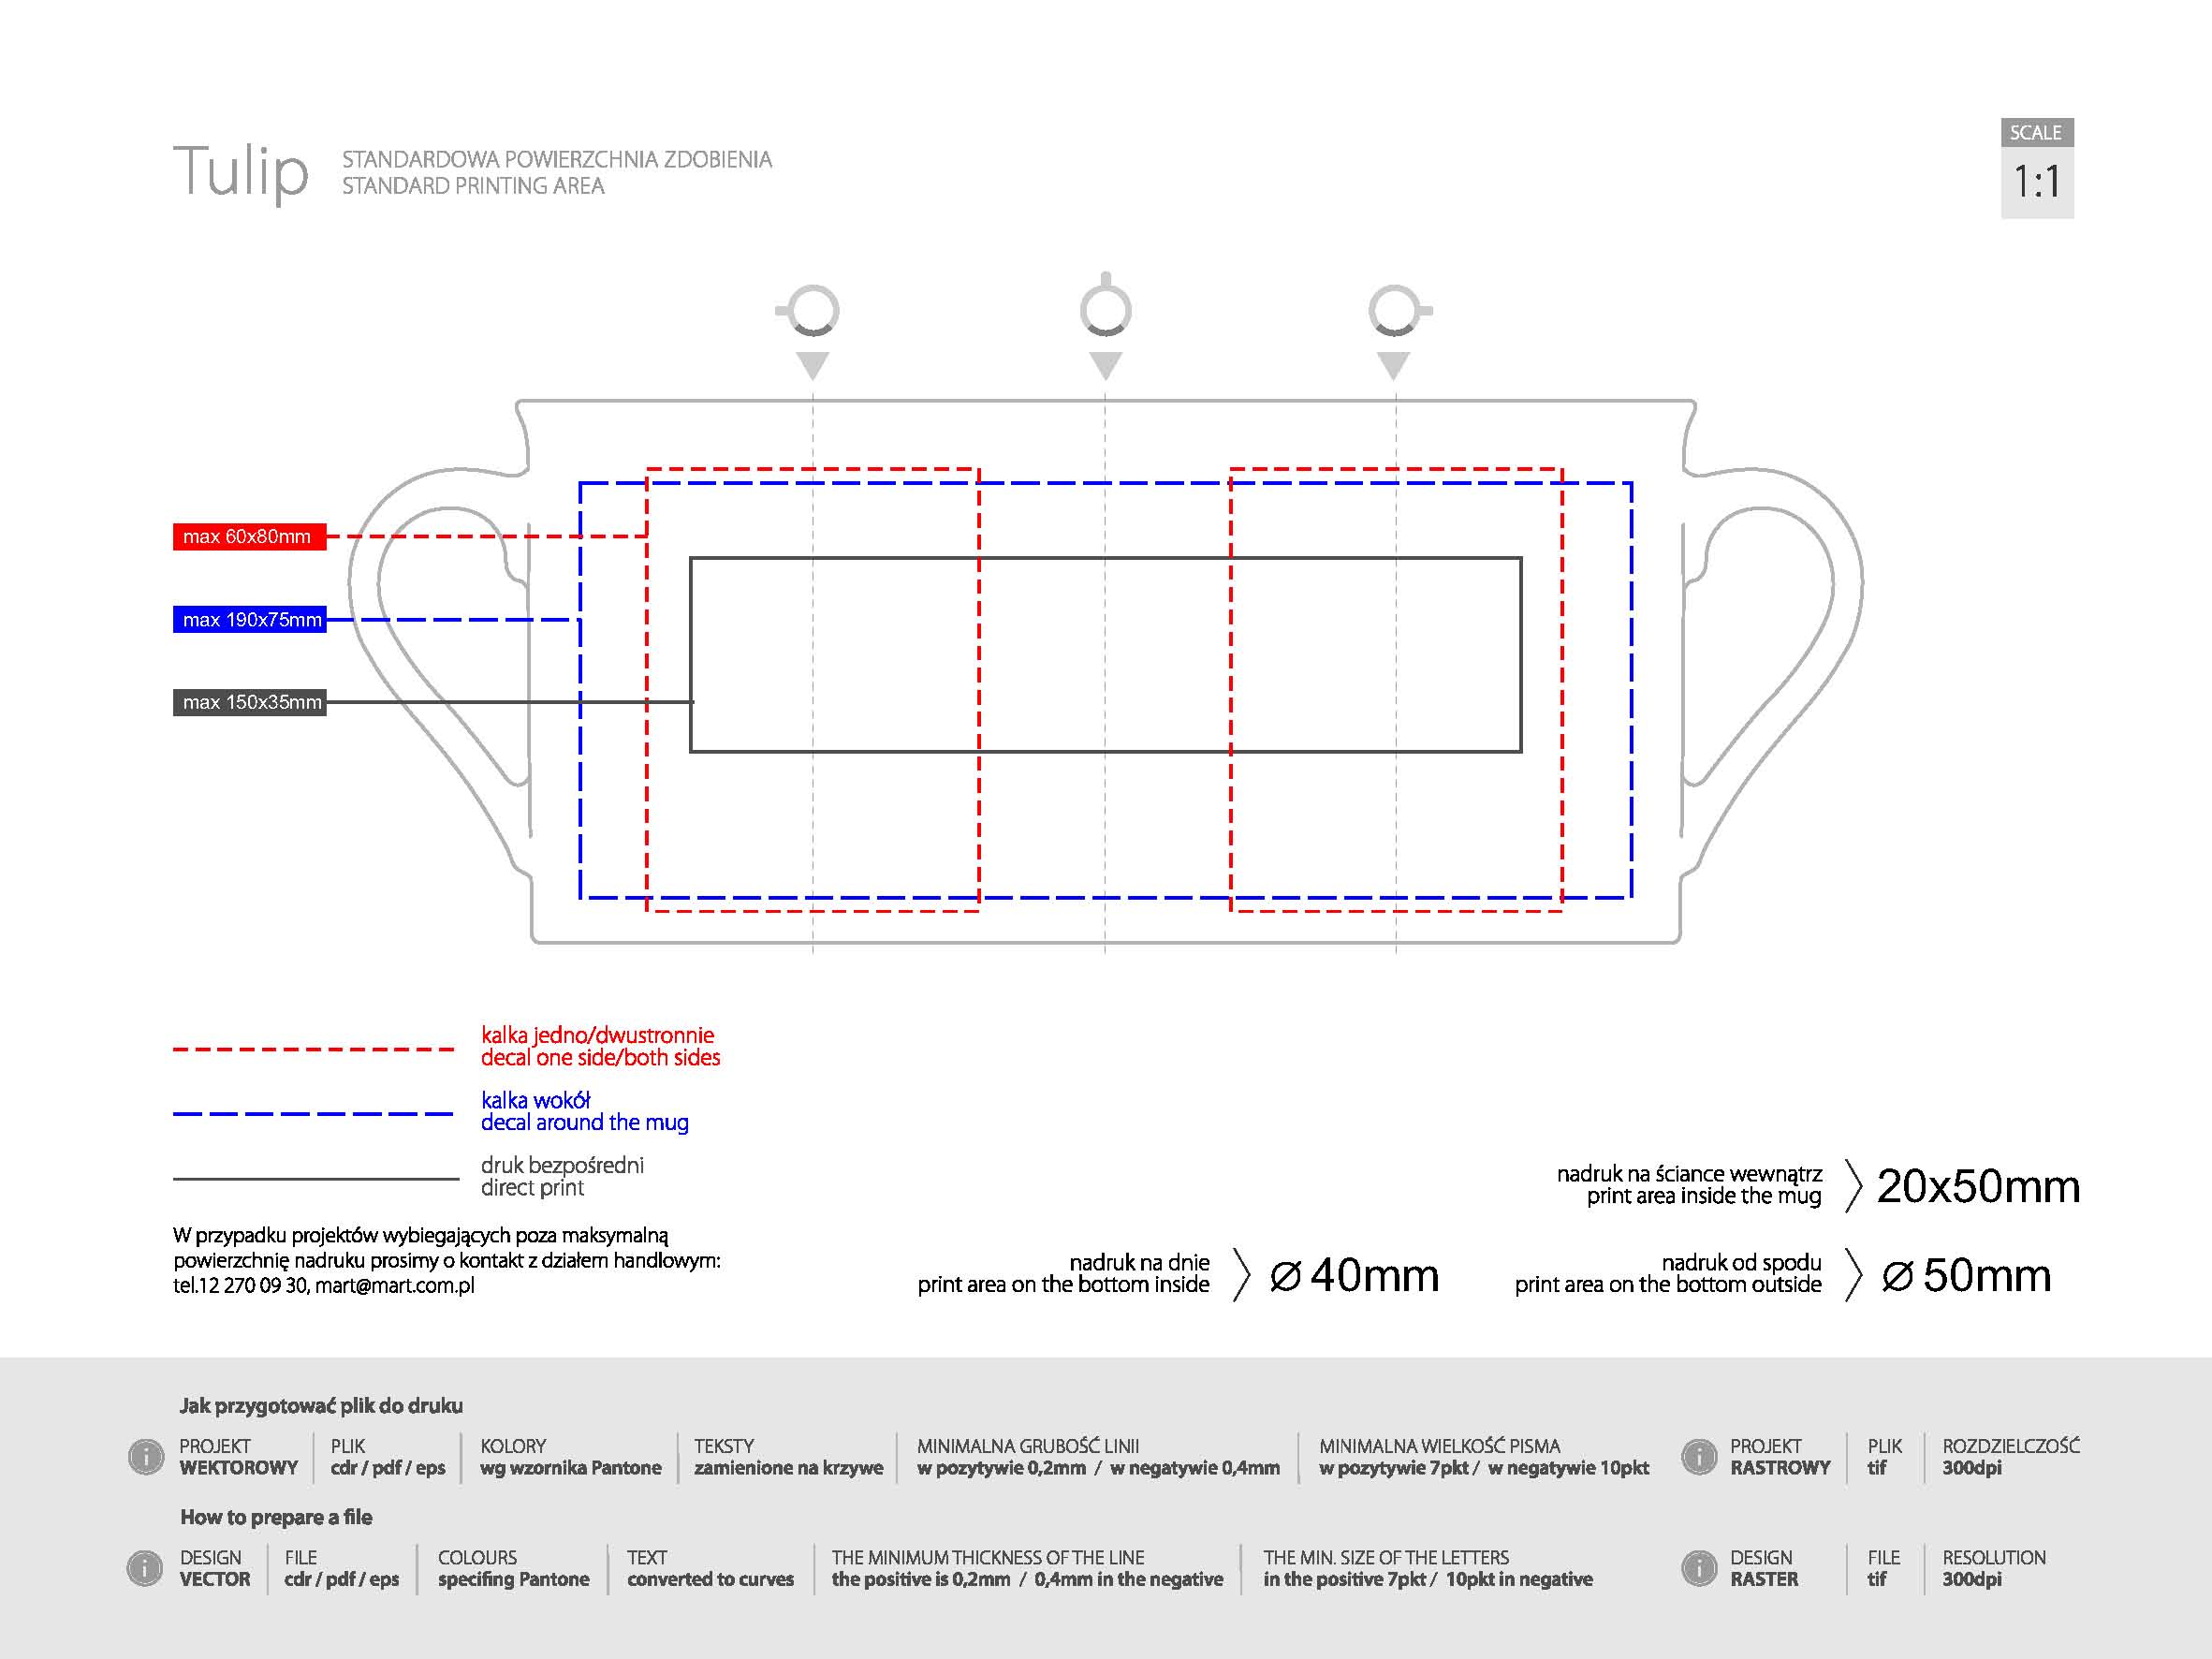 Tulip
STANDARDOWA POWIERZCHNIA ZDOBIENIA
STANDARD PRINTING AREA
SCALE
1:1
max 60x80mm
max 190x75mm
max 150x35mm
kalka jedno/dwustronnie
decal one side/both sides
kalka wokół
decal around the mug
druk bezpośredni
direct print
W przypadku projektów wybiegających poza maksymalną
powierzchnię nadruku prosimy o kontakt z działem handlowym:
tel.12 270 09 30, mart@mart.com.pl
nadruk na ściance wewnątrz
print area inside the mug
20x50mm
nadruk na dnie
print area on the bottom inside
⌀ 40mm
nadruk od spodu
print area on the bottom outside
⌀ 50mm
Jak przygotować plik do druku
i
PROJEKT
WEKTOROWY
PLIK
cdr / pdf / eps
KOLORY
wg wzornika Pantone
TEKSTY
zamienione na krzywe
MINIMALNA GRUBOŚĆ LINII
w pozytywie 0,2mm / w negatywie 0,4mm
MINIMALNA WIELKOŚĆ PISMA
w pozytywie 7pkt / w negatywie 10pkt
i
PROJEKT
RASTROWY
PLIK
tif
ROZDZIELCZOŚĆ
300dpi
How to prepare a file
i
DESIGN
VECTOR
FILE
cdr / pdf / eps
COLOURS
specifing Pantone
TEXT
converted to curves
THE MINIMUM THICKNESS OF THE LINE
the positive is 0,2mm / 0,4mm in the negative
THE MIN. SIZE OF THE LETTERS
in the positive 7pkt / 10pkt in negative
i
DESIGN
RASTER
FILE
tif
RESOLUTION
300dpi